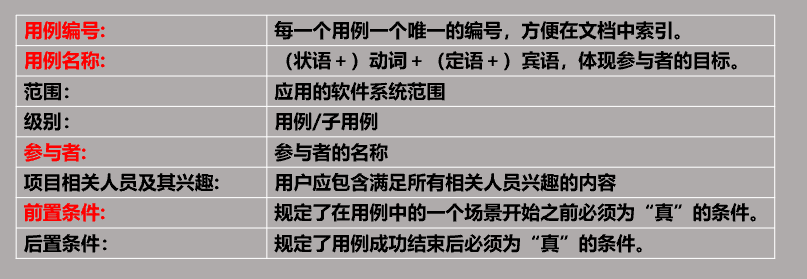 用例编号: 每一个用例一个唯一的编号，方便在文档中索引。
用例名称: （状语+）动词+（定语+）宾语，体现参与者的目标。
范围： 应用的软件系统范围
级别： 用例/子用例
参与者: 参与者的名称
项目相关人员及其兴趣: 用户应包含满足所有相关人员兴趣的内容
前置条件: 规定了在用例中的一个场景开始之前必须为“真”的条件。
后置条件： 规定了用例成功结束后必须为“真”的条件。